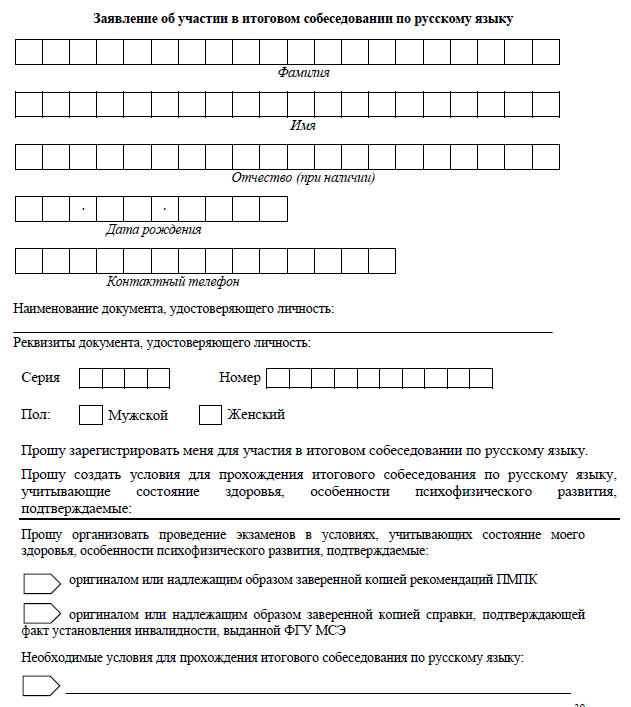 Заявление об участии в итоговом собеседовании по русскому языку
Фамилия
Имя
Отчество (при наличии)
. .
Дата рождения
Контактный телефон
Наименование документа, удостоверяющего личность:
Реквизиты документа, удостоверяющего личность:
Серия Номер
Пол: Мужской Женский
Прошу зарегистрировать меня для участия в итоговом собеседовании по русскому языку.
Прошу создать условия для прохождения итогового собеседования по русскому языку,
учитывающие состояние здоровья, особенности психофизического развития,
подтверждаемые:
Прошу организовать проведение экзаменов в условиях, учитывающих состояние моего
здоровья, особенности психофизического развития, подтверждаемые:
оригиналом или надлежащим образом заверенной копией рекомендаций ПМПК
оригиналом или надлежащим образом заверенной копией справки, подтверждающей
факт установления инвалидности, выданной ФГУ МСЭ
Необходимые условия для прохождения итогового собеседования по русскому языку: